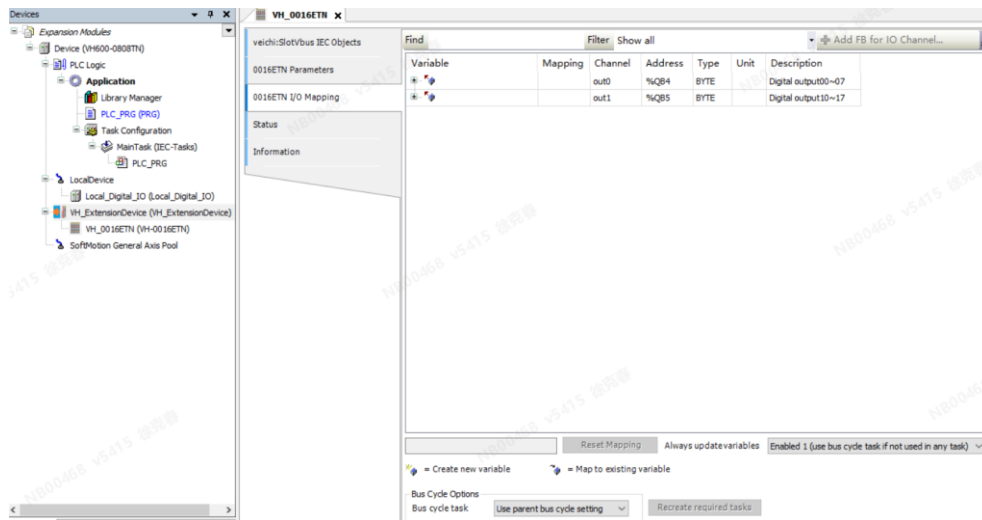 Devices
Expansion Modules
Device (VH600-0808TN)
PLC Logic
Application
Library Manager
PLC_PRG (PRG)
Task Configuration
MainTask (IEC-Tasks)
PLC_PRG
LocalDevice
Local_Digital_IO (Local_Digital_IO)
VH_ExtensionDevice (VH_ExtensionDevice)
VH_0016ETN (VH-0016ETN)
SoftMotion General Axis Pool
VH_0016ETN
veichi:SlotVbus IEC Objects
0016ETN Parameters
0016ETN I/O Mapping
Status
Information
Find Filter Show all Add FB for IO Channel...
Variable Mapping Channel Address Type Unit Description
out0 %QB4 BYTE Digital output00~07
out1 %QB5 BYTE Digital output10~17
Reset Mapping Always update variables Enabled 1 (use bus cycle task if not used in any task)
= Create new variable = Map to existing variable
Bus Cycle Options
Bus cycle task Use parent bus cycle setting Recreate required tasks
NB00468 v5415